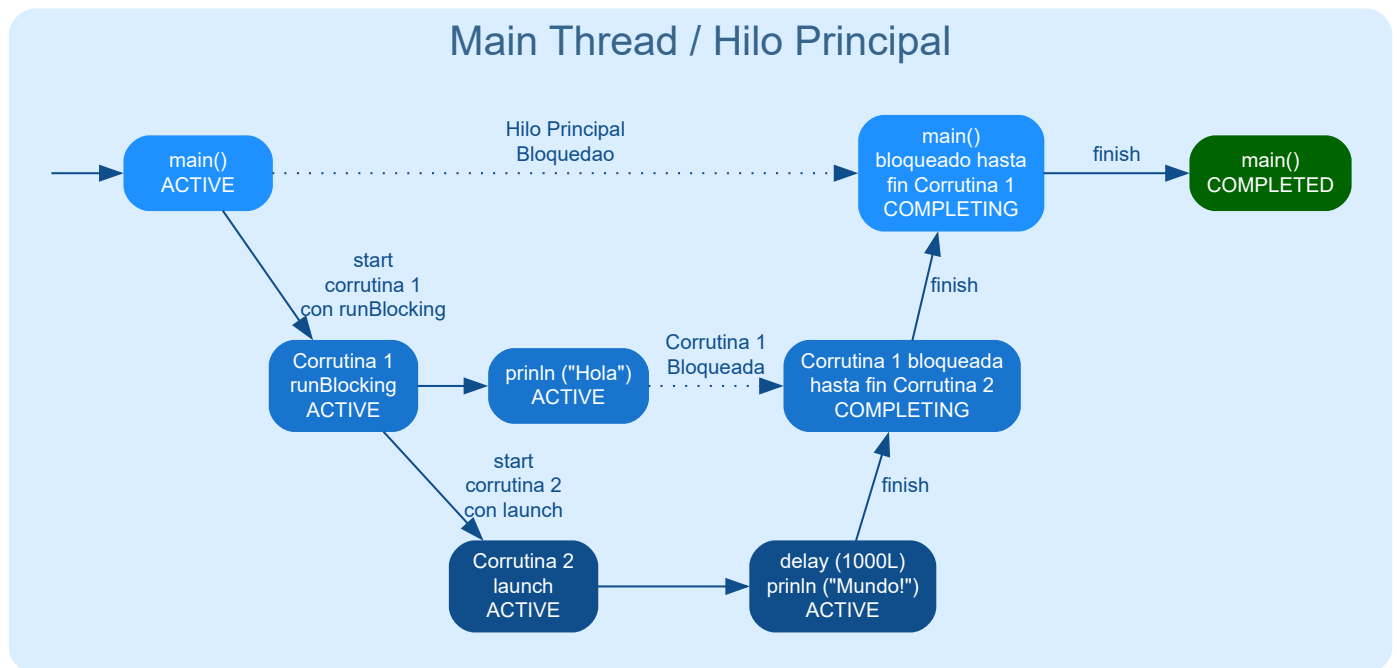 Main Thread / Hilo Principal
Hilo Principal
Bloquedao
main()
ACTIVE
main()
bloqueado hasta
fin Corrutina 1
COMPLETING
finish
main()
COMPLETED
start
corrutina 1
con runBlocking
finish
Corrutina 1
runBlocking
ACTIVE
prinln ("Hola")
ACTIVE
Corrutina 1
Bloqueada
Corrutina 1 bloqueada
hasta fin Corrutina 2
COMPLETING
start
corrutina 2
con launch
finish
Corrutina 2
launch
ACTIVE
delay (1000L)
prinln ("Mundo!")
ACTIVE